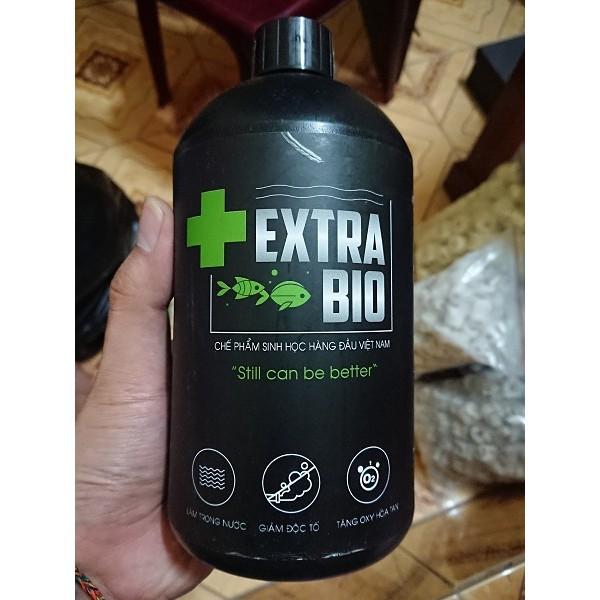 EXTRA
BIO
CHẾ PHẨM SINH HỌC HÀNG ĐẦU VIỆT NAM
"Still can be better"
LÀM TRONG NƯỚC
GIẢM ĐỘC TỐ
O2
TĂNG OXY HÒA TAN